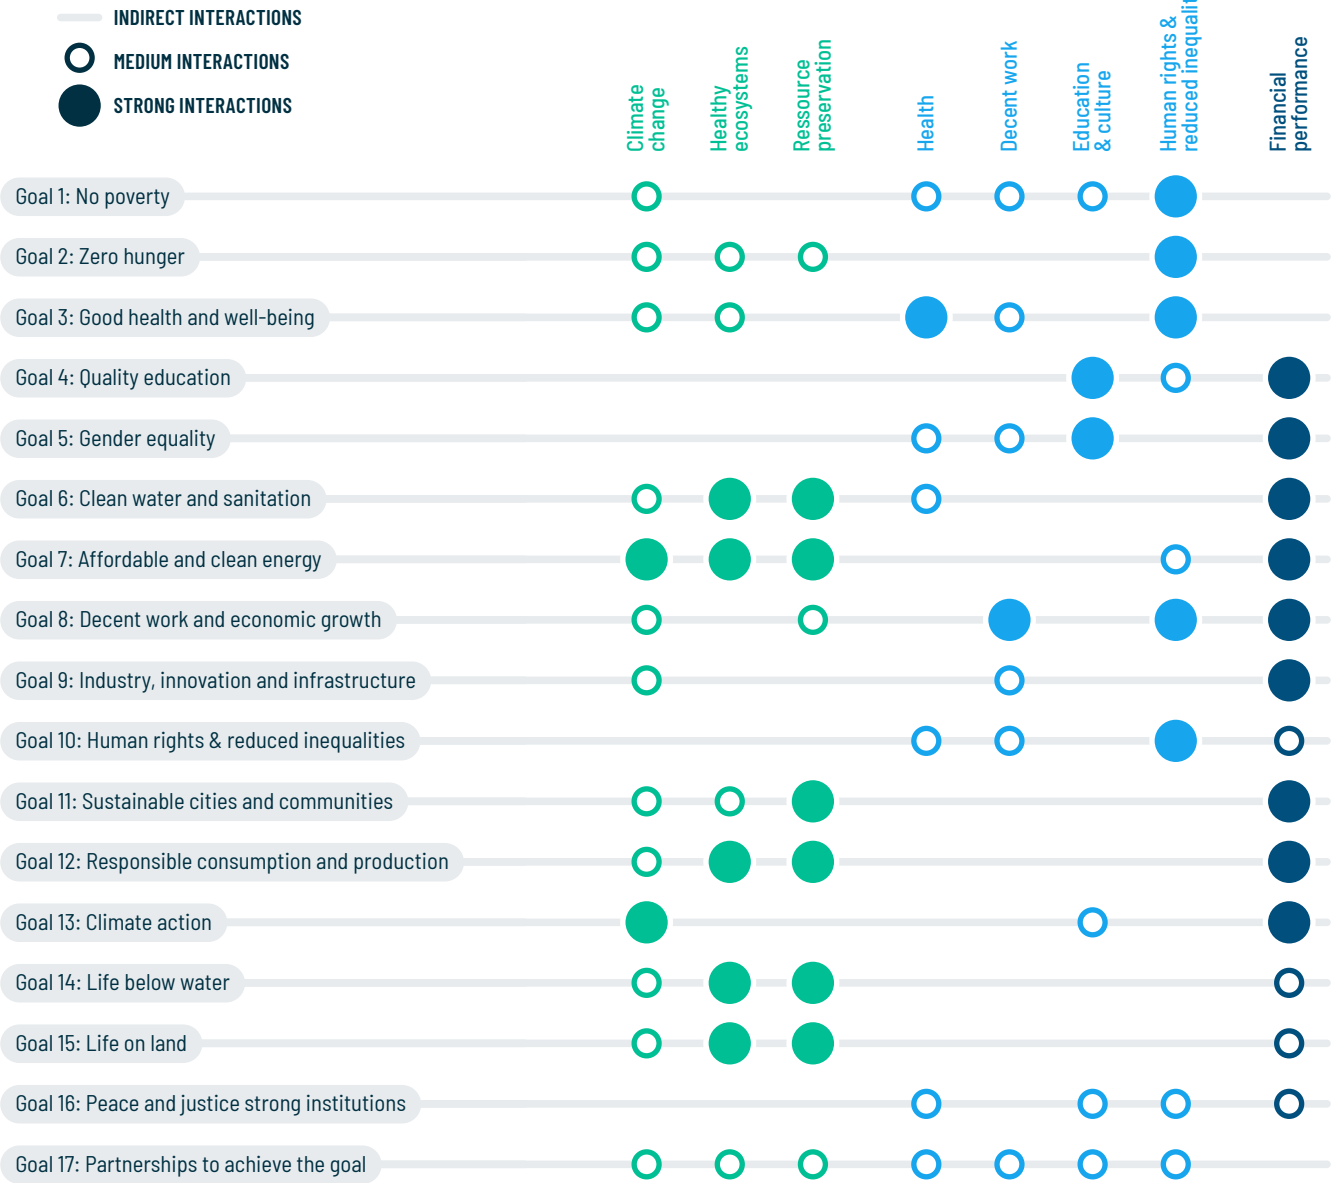 INDIRECT INTERACTIONS
MEDIUM INTERACTIONS
STRONG INTERACTIONS
Climate
change
Healthy
ecosystems
Ressource
preservation
Health
Decent work
Education
& culture
Human rights &
reduced
Financial
performance
Goal 1: No poverty
Goal 2: Zero hunger
Goal 3: Good health and well-being
Goal 4: Quality education
Goal 5: Gender equality
Goal 6: Clean water and sanitation
Goal 7: Affordable and clean energy
Goal 8: Decent work and economic growth
Goal 9: Industry, innovation and infrastructure
Goal 10: Human rights & reduced inequalities
Goal 11: Sustainable cities and communities
Goal 12: Responsible consumption and production
Goal 13: Climate action
Goal 14: Life below water
Goal 15: Life on land
Goal 16: Peace and justice strong institutions
Goal 17: Partnerships to achieve the goal